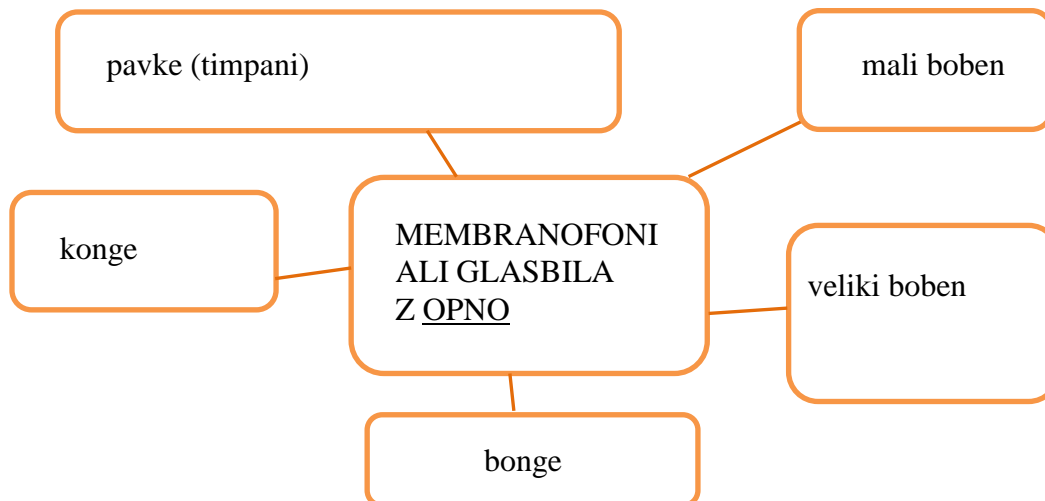 pavke (timpani)
mali boben
konge
MEMBRANOFONI
ALI GLASBILA
Z OPNO
veliki boben
bonge